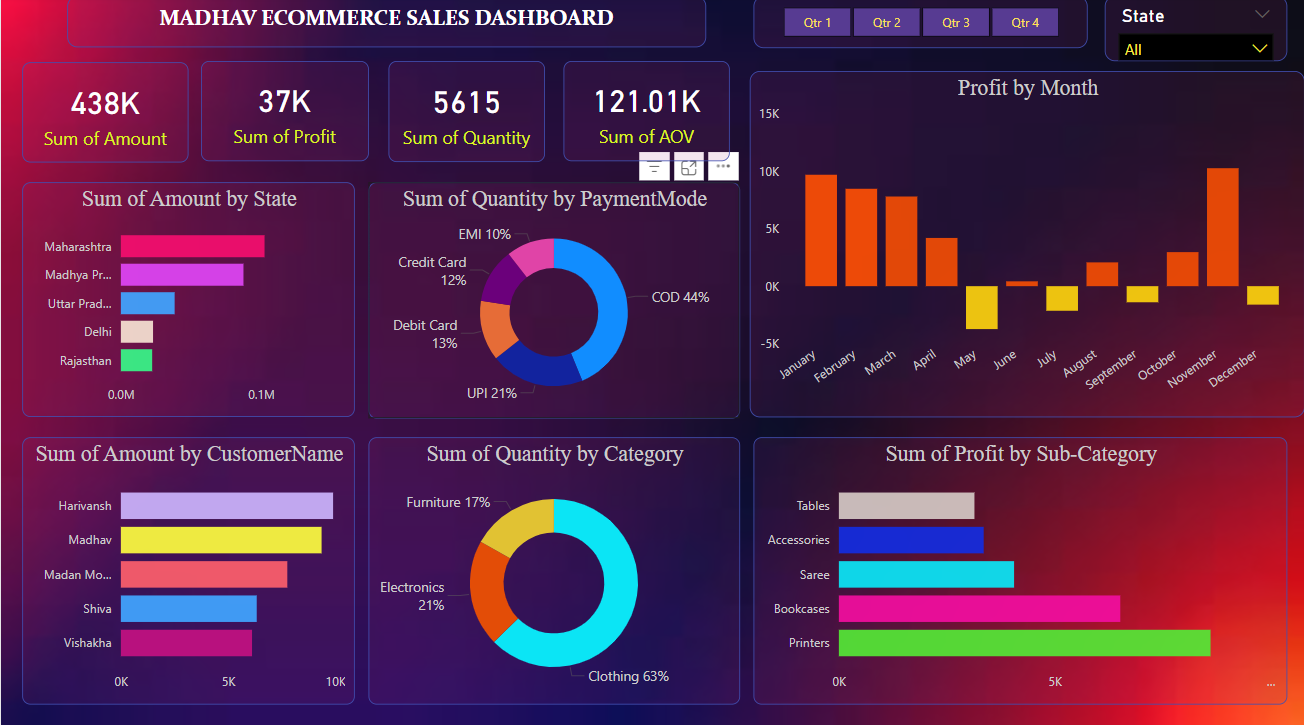 MADHAV ECOMMERCE SALES DASHBOARD
Qtr 1
Qtr 2
Qtr 3
Qtr 4
State
All
438K
Sum of Amount
37K
Sum of Profit
5615
Sum of Quantity
121.01K
Sum of AOV
Profit by Month
15K
10K
5K
0K
-5K
January
February
March
April
May
June
July
August
September
October
November
December
Sum of Amount by State
Maharashtra
Madhya Pr...
Uttar Prad...
Delhi
Rajasthan
0.0M
0.1M
Sum of Quantity by PaymentMode
EMI 10%
Credit Card
12%
Debit Card
13%
UPI 21%
COD 44%
Sum of Amount by CustomerName
Harivansh
Madhav
Madan Mo...
Shiva
Vishakha
0K
5K
10K
Sum of Quantity by Category
Furniture 17%
Electronics
21%
Clothing 63%
Sum of Profit by Sub-Category
Tables
Accessories
Saree
Bookcases
Printers
0K
5K
...